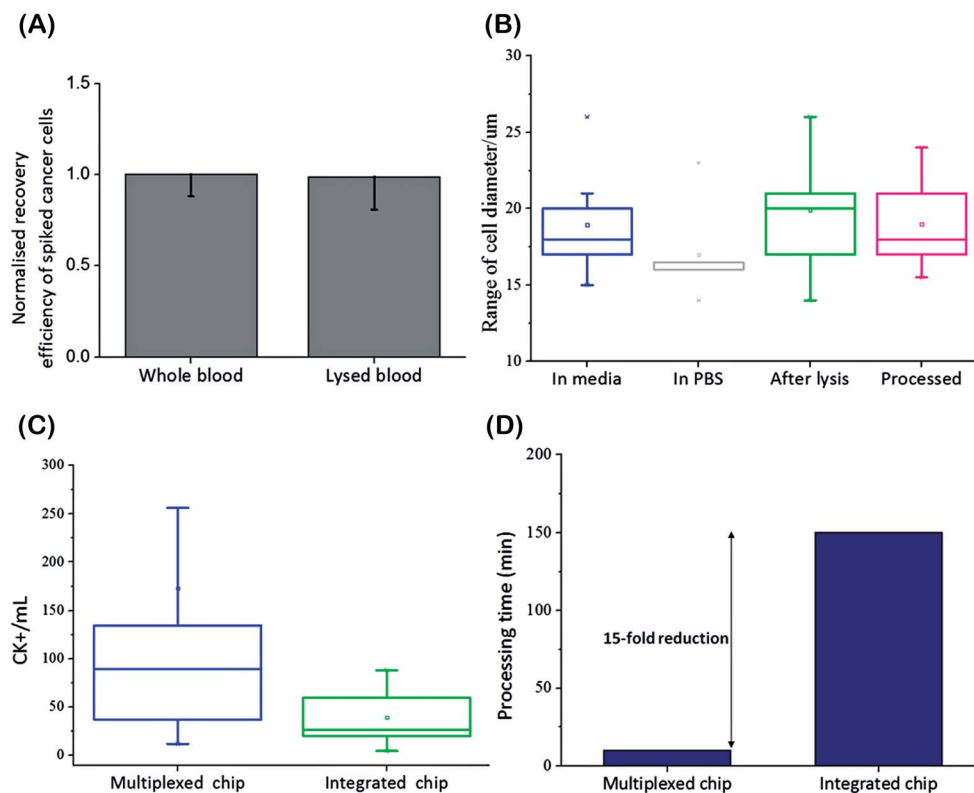 (A)
Normalised recovery
efficiency of spiked cancer cells
1.5
1.0
0.5
0.0
Whole blood
Lysed blood
(B)
Range of cell diameter/um
30
25
20
15
10
In media
In PBS
After lysis
Processed
(C)
CK+/mL
300
250
200
150
100
50
0
Multiplexed chip
Integrated chip
(D)
Processing time (min)
200
150
100
50
0
15-fold reduction
Multiplexed chip
Integrated chip